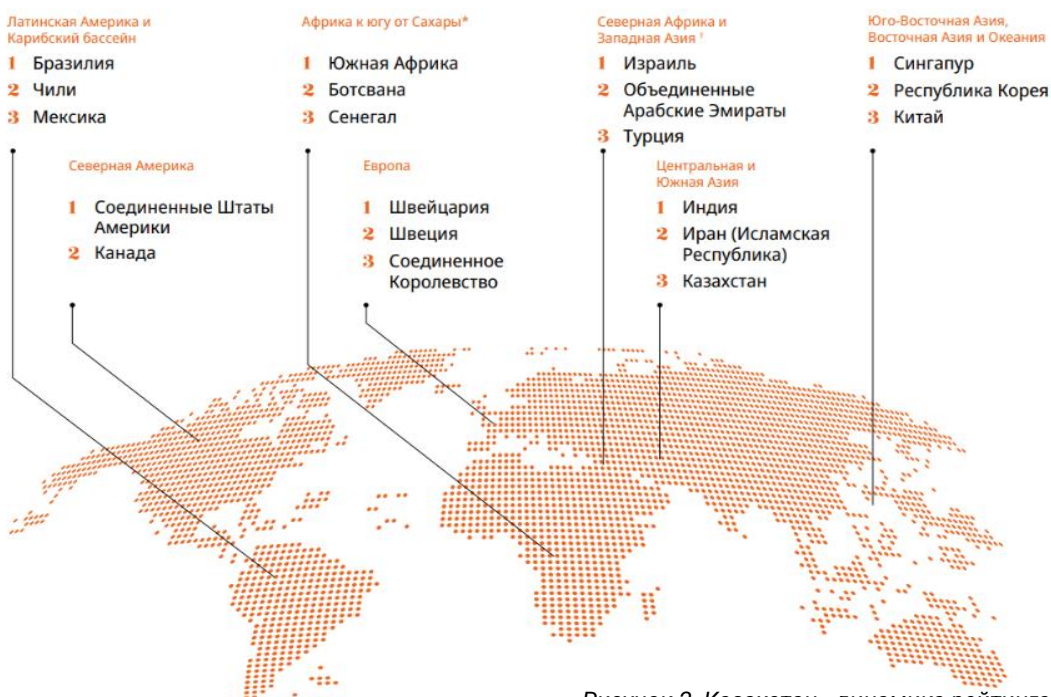 Латинская Америка и
Карибский бассейн
1 Бразилия
2 Чили
3 Мексика
Африка к югу от Сахары*
1 Южная Африка
2 Ботсвана
3 Сенегал
Северная Африка и
Западная Азия ¹
1 Израиль
2 Объединенные
Арабские Эмираты
3 Турция
Юго-Восточная Азия,
Восточная Азия и Океания
1 Сингапур
2 Республика Корея
3 Китай
Северная Америка
1 Соединенные Штаты
Америки
2 Канада
Европа
1 Швейцария
2 Швеция
3 Соединенное
Королевство
Центральная и
Южная Азия
1 Индия
2 Иран (Исламская
Республика)
3 Казахстан
Рисунок 2. Казахстан - динамика рейтинга